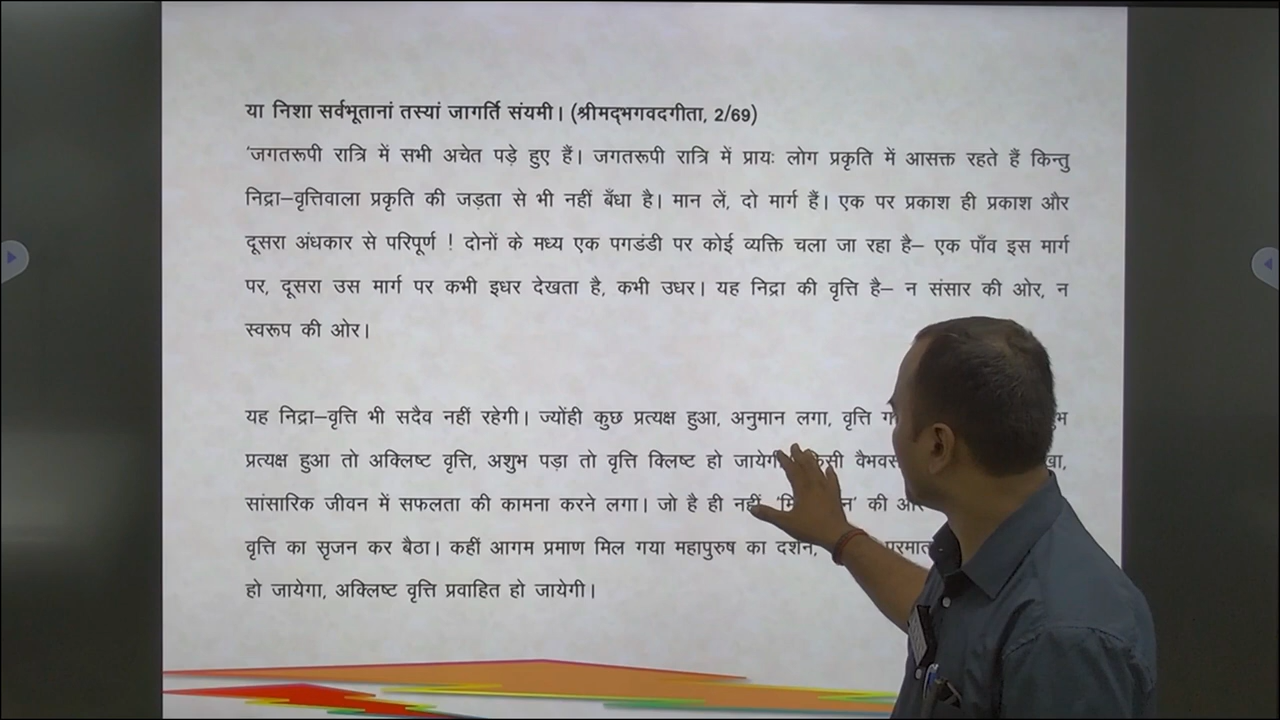 या निशा सर्वभूतानां तस्यां जागर्ति संयमी। (श्रीमद्भगवदगीता, 2/69)
‘जगतरूपी रात्रि में सभी अचेत पड़े हुए हैं। जगतरूपी रात्रि में प्रायः लोग प्रकृति में आसक्त रहते हैं किन्तु
निद्रा–वृत्तिवाला प्रकृति की जड़ता से भी नहीं बँधा है। मान लें, दो मार्ग हैं। एक पर प्रकाश ही प्रकाश और
दूसरा अंधकार से परिपूर्ण ! दोनों के मध्य एक पगडंडी पर कोई व्यक्ति चला जा रहा है– एक पाँव इस मार्ग
पर, दूसरा उस मार्ग पर कभी इधर देखता है, कभी उधर। यह निद्रा की वृत्ति है– न संसार की ओर, न
स्वरूप की ओर।
यह निद्रा–वृत्ति भी सदैव नहीं रहेगी। ज्योंही कुछ प्रत्यक्ष हुआ, अनुमान लगा, वृत्ति
प्रत्यक्ष हुआ तो अक्लिष्ट वृत्ति, अशुभ पड़ा तो वृत्ति क्लिष्ट हो
सांसारिक जीवन में सफलता की कामना करने लगा। जो है ही नहीं, की
वृत्ति का सृजन कर बैठा। कहीं आगम प्रमाण मिल गया महापुरुष का दर्शन,
हो जायेगा, अक्लिष्ट वृत्ति प्रवाहित हो जायेगी।